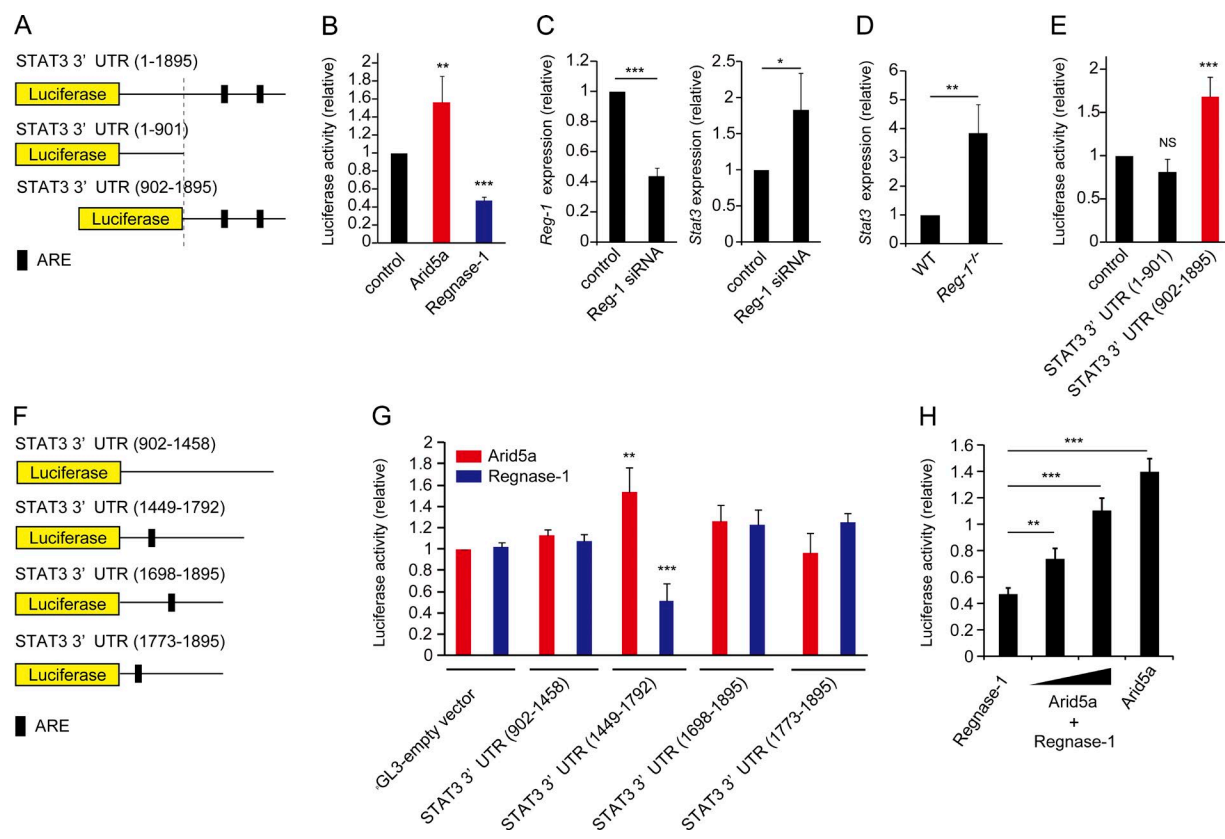 A
STAT3 3' UTR (1-1895)
Luciferase
STAT3 3' UTR (1-901)
Luciferase
STAT3 3' UTR (902-1895)
Luciferase
ARE
B
Luciferase activity (relative)
2
1.8
1.6
1.4
1.2
1
0.8
0.6
0.4
0.2
0
**
***
control
Arid5a
Regnase-1
C
Reg-1 expression (relative)
1.2
1
0.8
0.6
0.4
0.2
0
***
control
Reg-1 siRNA
Stat3 expression (relative)
2.5
2
1.5
1
0.5
0
*
control
Reg-1 siRNA
D
Stat3 expression (relative)
6
5
4
3
2
1
0
**
WT
Reg-1-/-
E
Luciferase activity (relative)
2
1.5
1
0.5
0
NS
***
control
STAT3 3' UTR (1-901)
STAT3 3' UTR (902-1895)
F
STAT3 3' UTR (902-1458)
Luciferase
STAT3 3' UTR (1449-1792)
Luciferase
STAT3 3' UTR (1698-1895)
Luciferase
STAT3 3' UTR (1773-1895)
Luciferase
ARE
G
Luciferase activity (relative)
2
1.8
1.6
1.4
1.2
1
0.8
0.6
0.4
0.2
0
Arid5a
Regnase-1
**
***
GL3-empty vector
STAT3 3' UTR (902-1458)
STAT3 3' UTR (1449-1792)
STAT3 3' UTR (1698-1895)
STAT3 3' UTR (1773-1895)
H
Luciferase activity (relative)
1.6
1.4
1.2
1
0.8
0.6
0.4
0.2
0
***
***
**
Regnase-1
Arid5a
+
Regnase-1
Arid5a